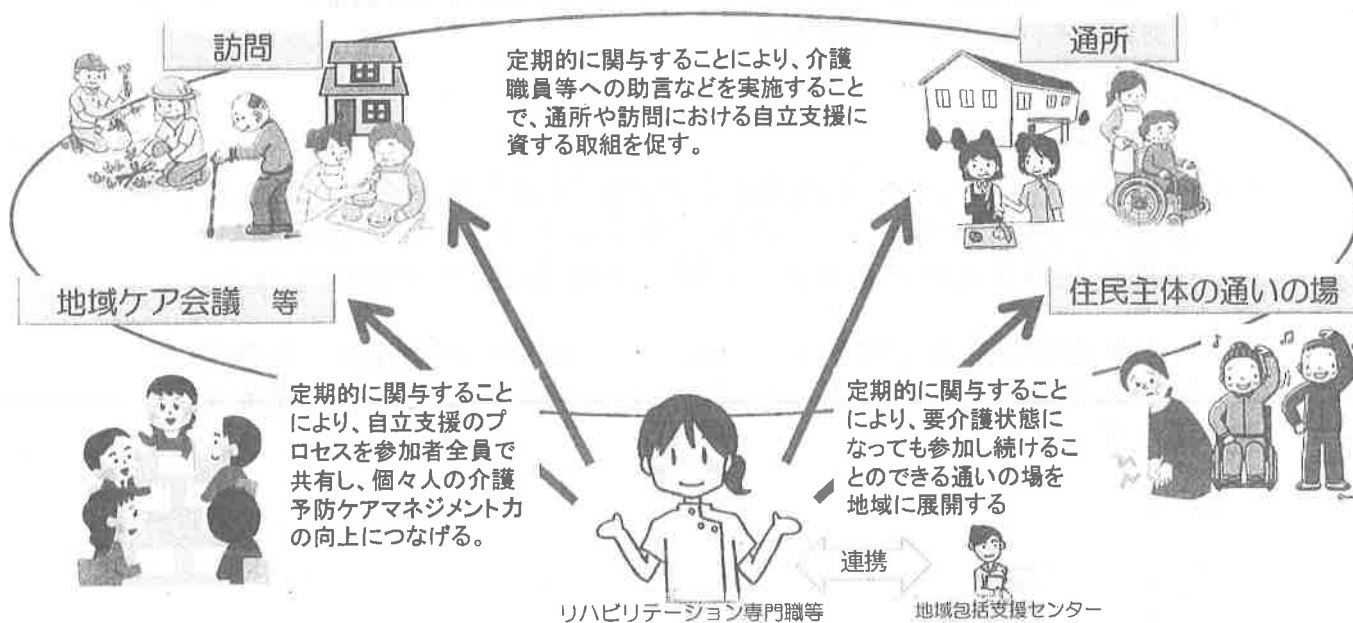 訪問
通所
定期的に関与することにより、介護
職員等への助言などを実施すること
で、通所や訪問における自立支援に
資する取組を促す。
地域ケア会議　等
住民主体の通いの場
定期的に関与すること
により、自立支援のプ
ロセスを参加者全員で
共有し、個々人の介護
予防ケアマネジメント力
の向上につなげる。
定期的に関与すること
により、要介護状態に
なっても参加し続けるこ
とのできる通いの場を
地域に展開する
連携
リハビリテーション専門職等
地域包括支援センター